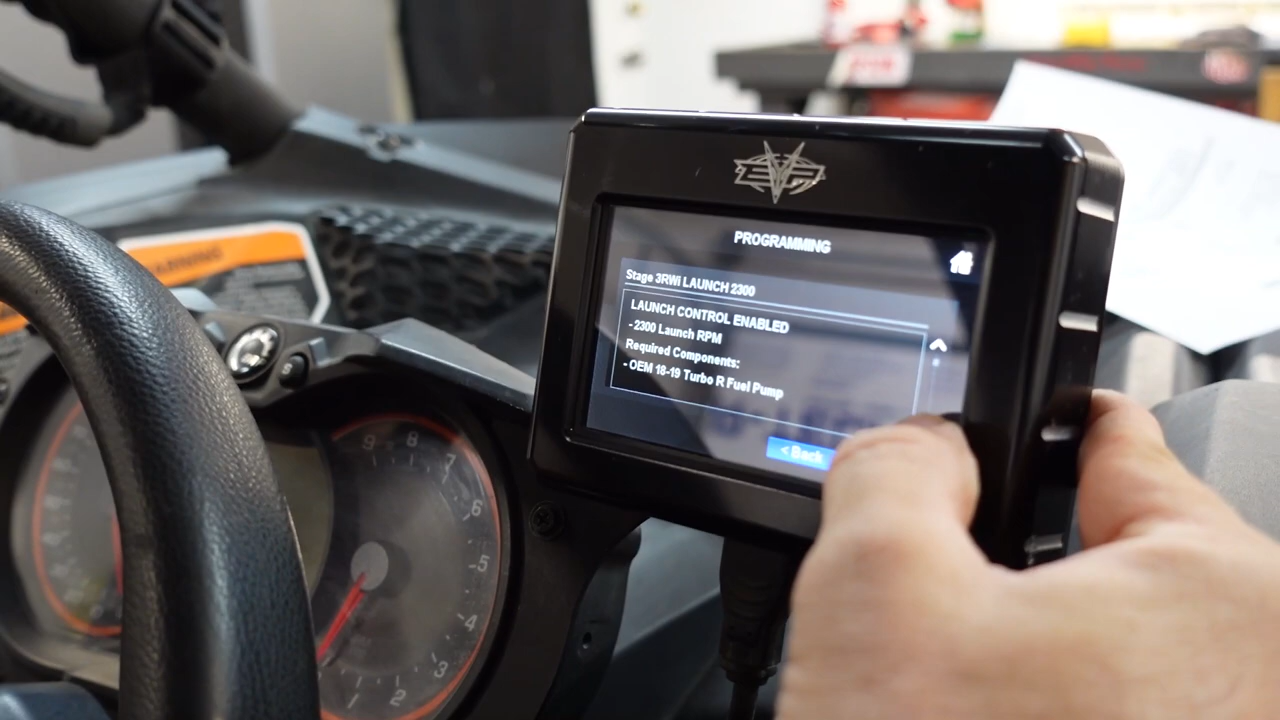 EVP
PROGRAMMING
Stage 3RWi LAUNCH 2300
LAUNCH CONTROL ENABLED
- 2300 Launch RPM
Required Components:
- OEM 18-19 Turbo R Fuel Pump
< Back
WARNING
S
9
8
7
6
5
4
3
2
1